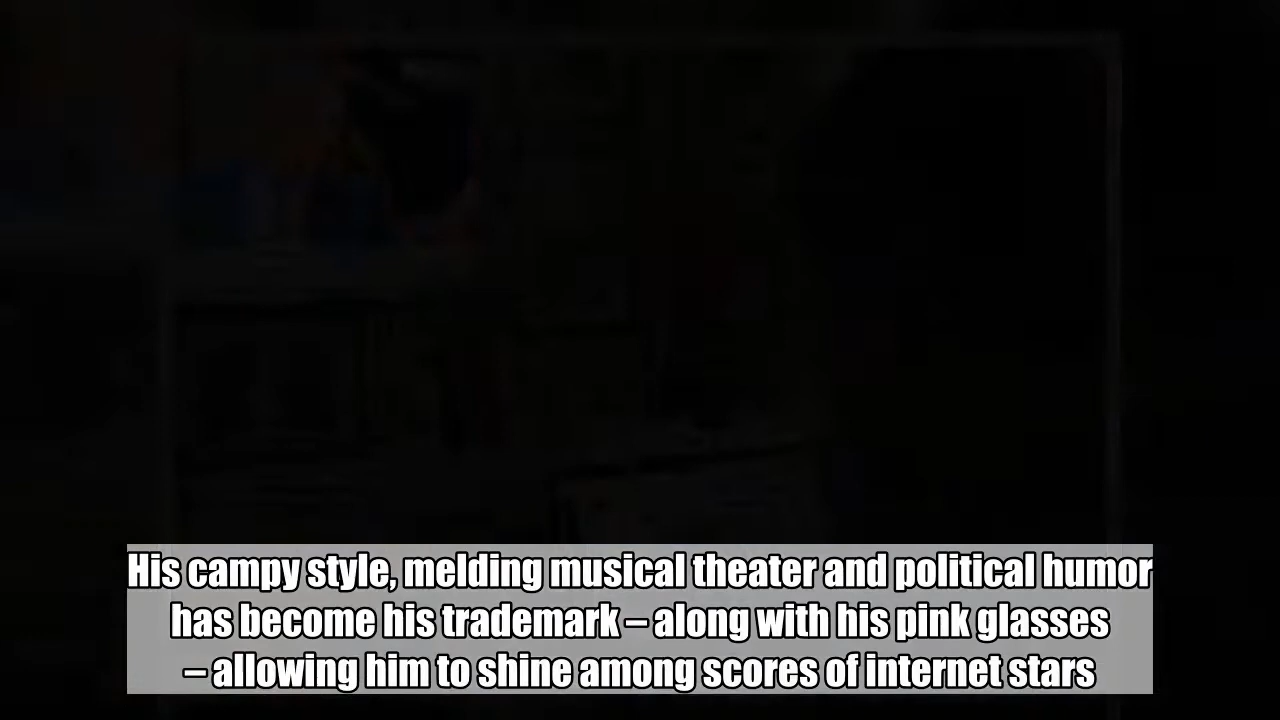 His campy style, melding musical theater and political humor
has become his trademark – along with his pink glasses
– allowing him to shine among scores of internet stars